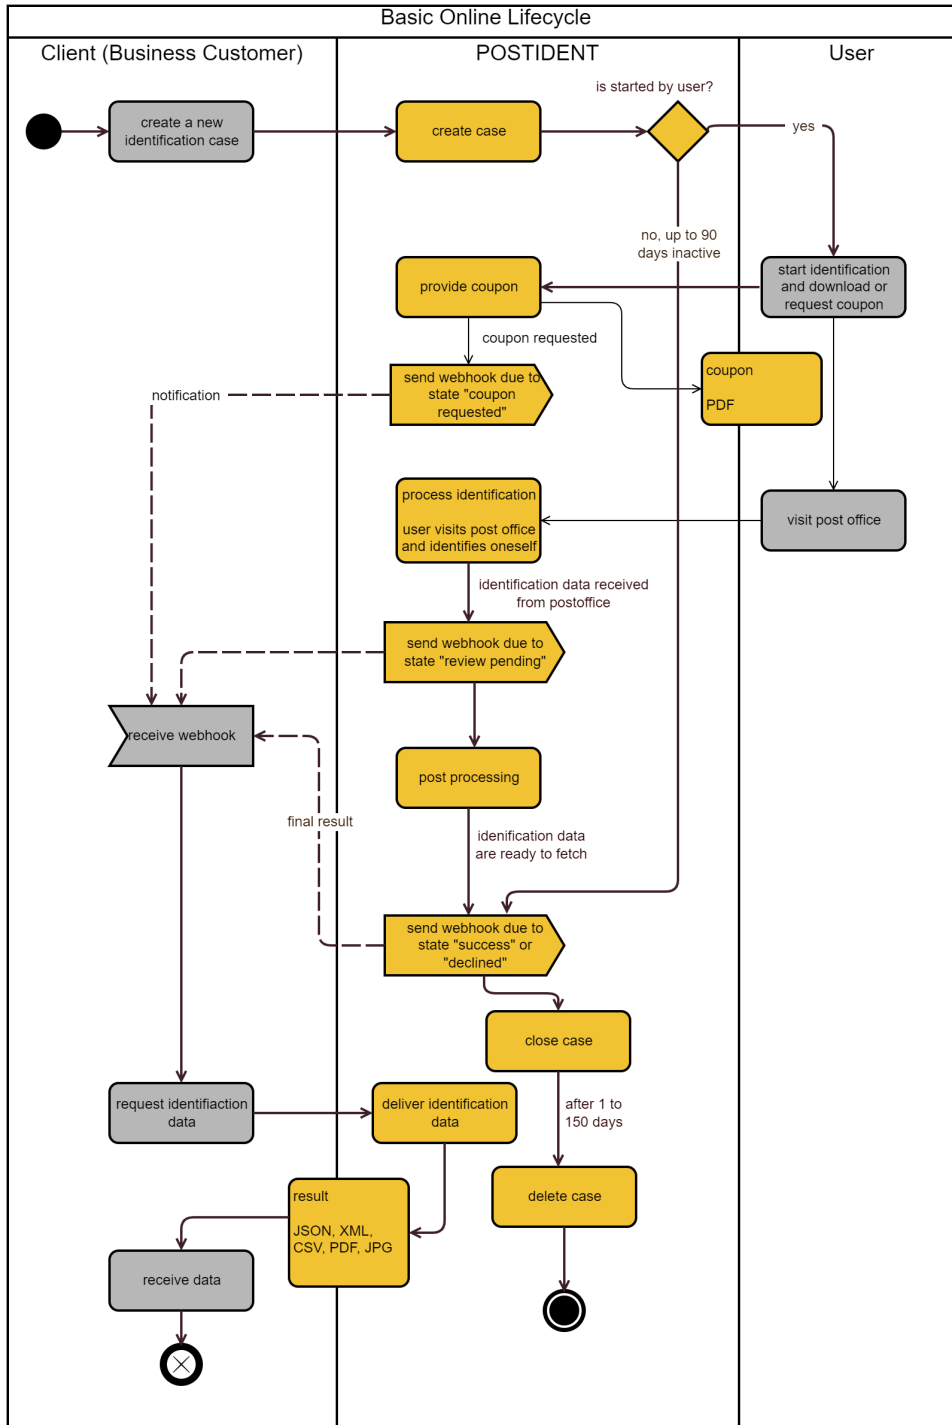 Basic Online Lifecycle
Client (Business Customer)
POSTIDENT
User
is started by user?
create a new
identification case
create case
yes
no, up to 90
days inactive
provide coupon
start identification
and download or
request coupon
coupon requested
send webhook due to
state "coupon
requested"
coupon
PDF
notification
process identification
user visits post office
and identifies oneself
visit post office
identification data received
from postoffice
send webhook due to
state "review pending"
receive webhook
post processing
final result
idenification data
are ready to fetch
send webhook due to
state "success" or
"declined"
close case
request identifiaction
data
deliver identification
data
after 1 to
150 days
result
JSON, XML,
CSV, PDF, JPG
delete case
receive data